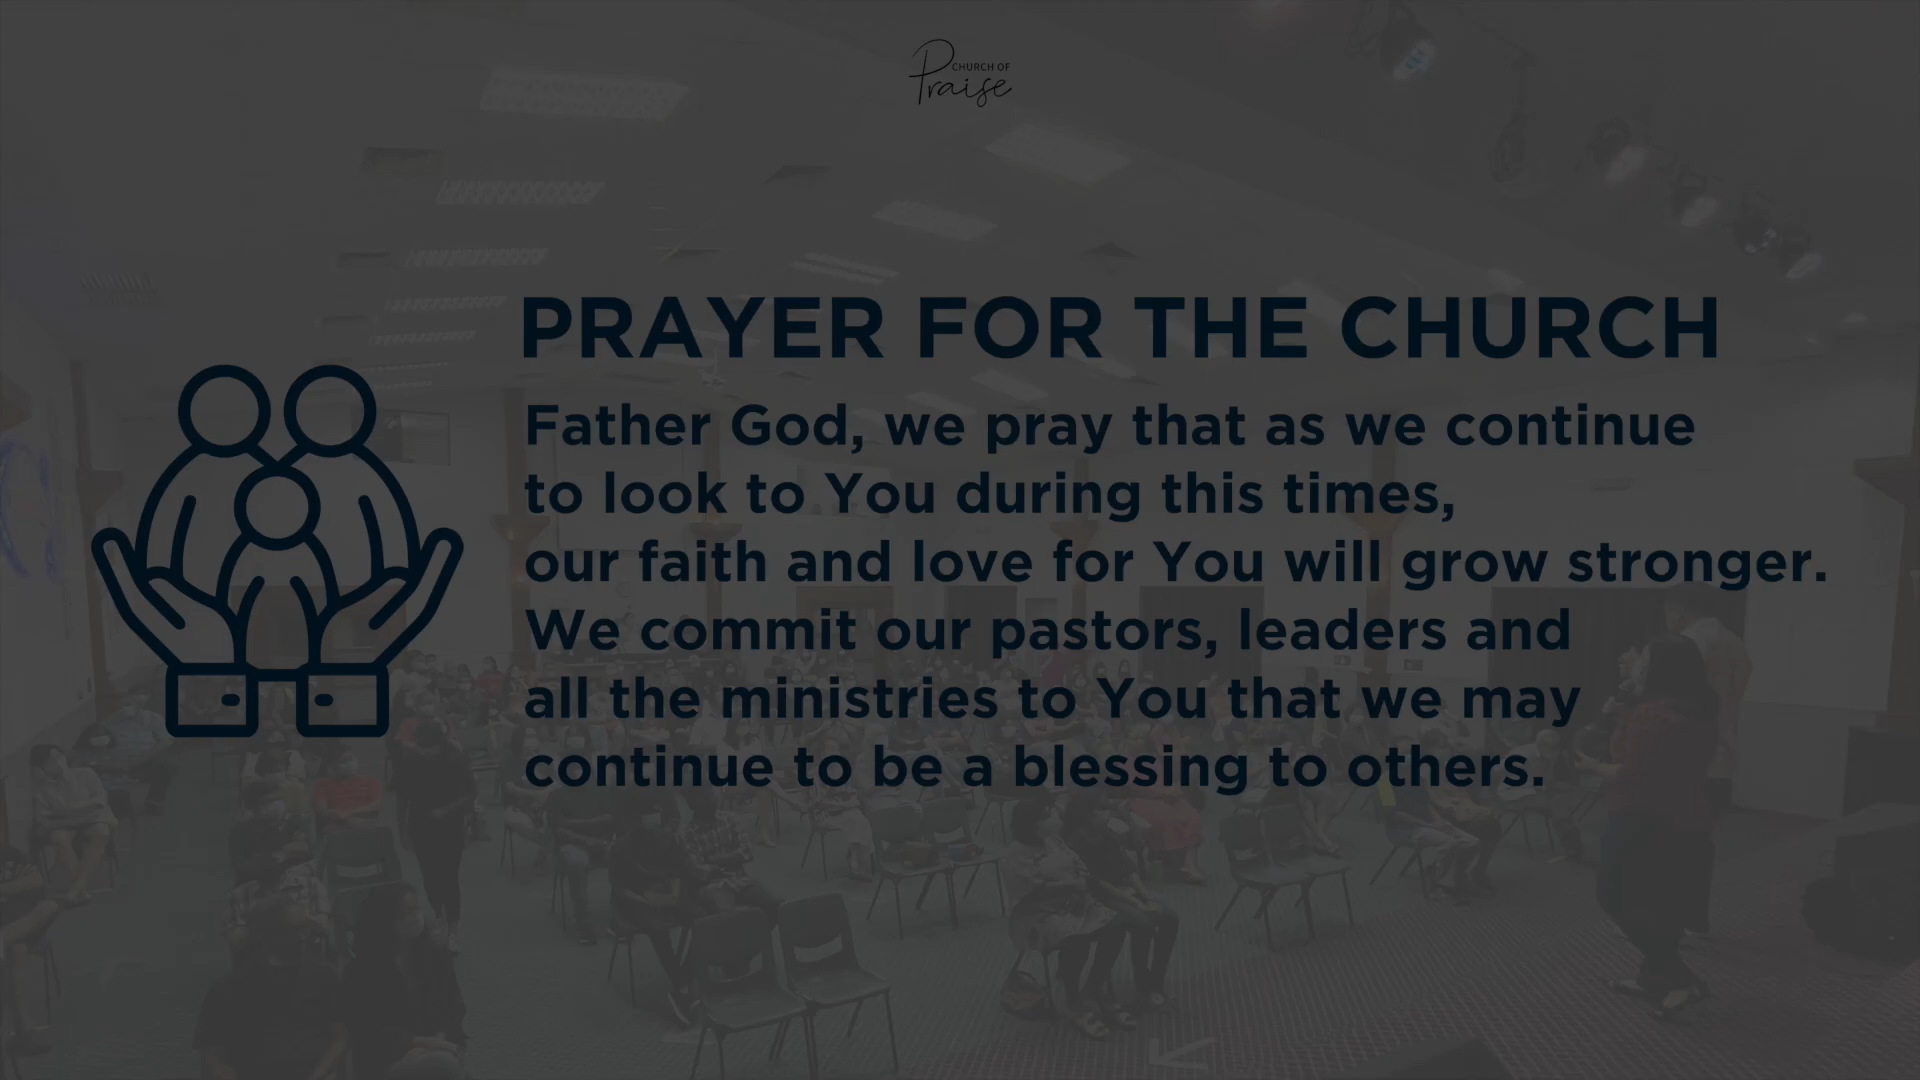 CHURCH OF
Praise
PRAYER FOR THE CHURCH
Father God, we pray that as we continue
to look to You during this times,
our faith and love for You will grow stronger.
We commit our pastors, leaders and
all the ministries to You that we may
continue to be a blessing to others.